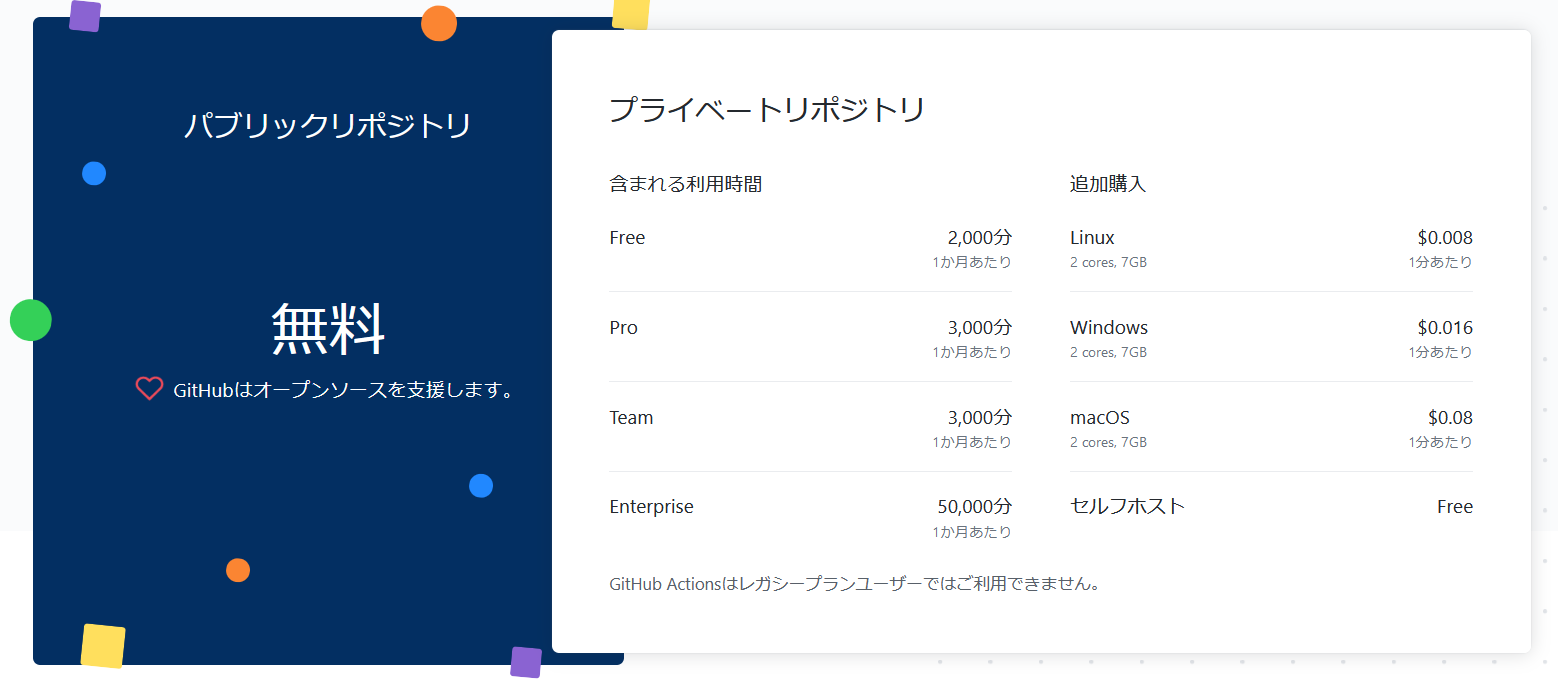 パブリックリポジトリ
無料
GitHubはオープンソースを支援します。
プライベートリポジトリ
含まれる利用時間
Free 2,000分
1か月あたり
Pro 3,000分
1か月あたり
Team 3,000分
1か月あたり
Enterprise 50,000分
1か月あたり
追加購入
Linux $0.008
2 cores, 7GB 1分あたり
Windows $0.016
2 cores, 7GB 1分あたり
macOS $0.08
2 cores, 7GB 1分あたり
セルフホスト Free
GitHub Actionsはレガシープランユーザーではご利用できません。